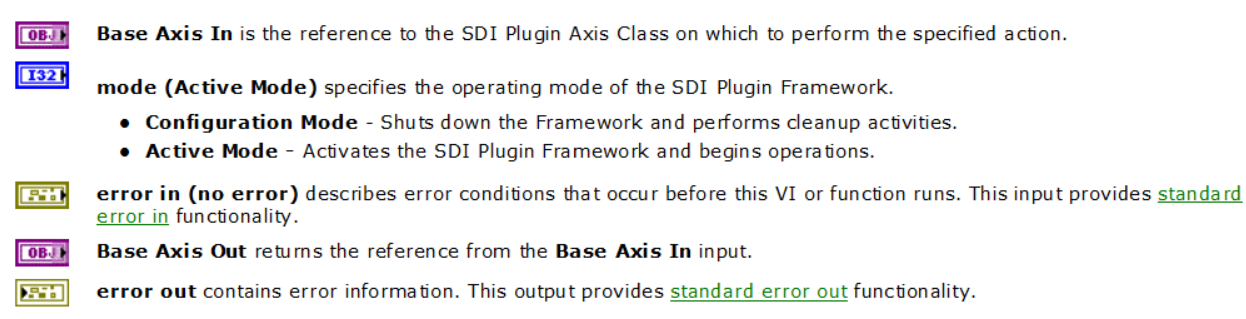 OBJ Base Axis In is the reference to the SDI Plugin Axis Class on which to perform the specified action.
I32 mode (Active Mode) specifies the operating mode of the SDI Plugin Framework.
● Configuration Mode - Shuts down the Framework and performs cleanup activities.
● Active Mode – Activates the SDI Plugin Framework and begins operations.
error in (no error) describes error conditions that occur before this VI or function runs. This input provides standard
error in functionality.
OBJ Base Axis Out returns the reference from the Base Axis In input.
error out contains error information. This output provides standard error out functionality.